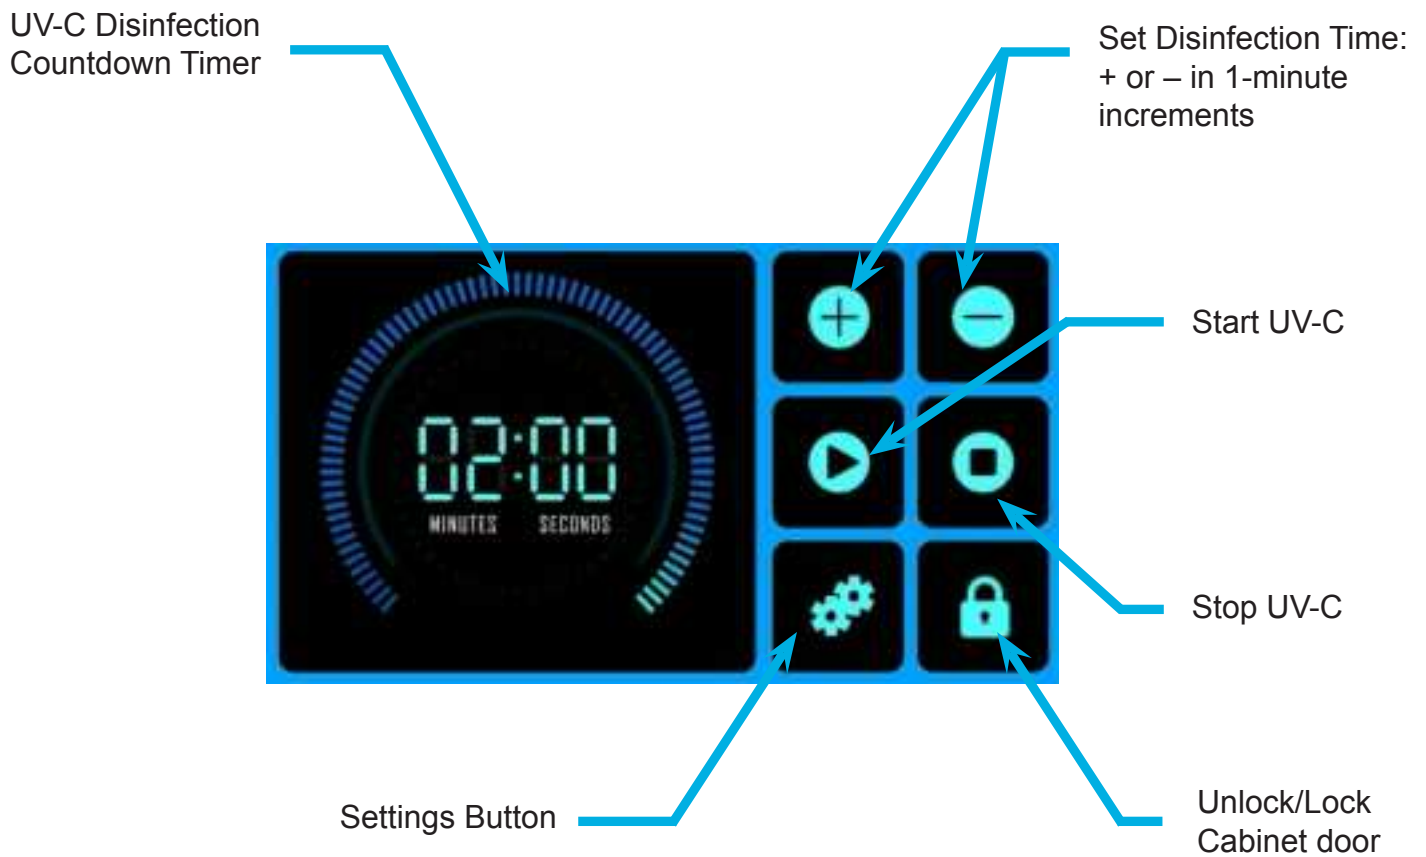 UV-C Disinfection
Countdown Timer
Set Disinfection Time:
+ or – in 1-minute
increments
Start UV-C
02:00
MINUTES SECONDS
Stop UV-C
Settings Button
Unlock/Lock
Cabinet door